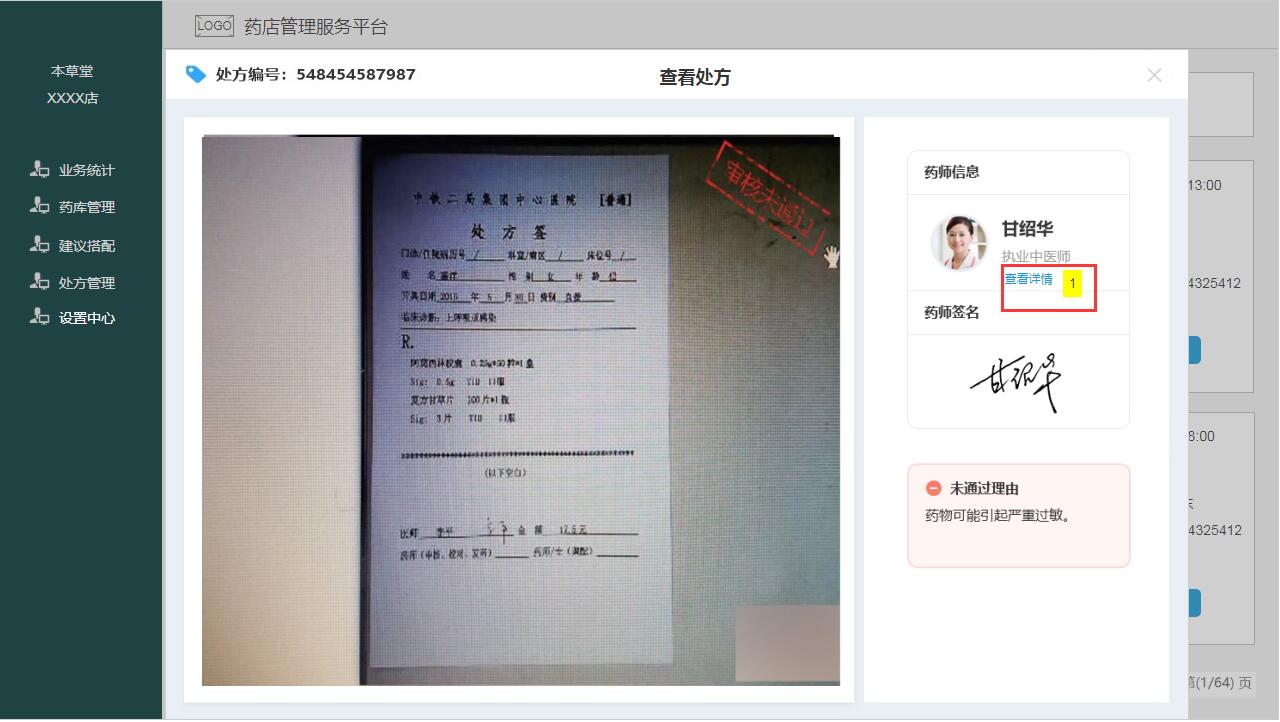 LOGO 药店管理服务平台
本草堂
XXXX店
业务统计
药库管理
建议搭配
处方管理
设置中心
处方编号：548454587987
查看处方
审核未通过
中铁二局集团中心医院 【普通】
处方签
门诊/住院病历号 / 科室/病区 / 床位号 /
姓 名 性 别 女 年 龄
开具日期 2015 年 5 月 30 日 费别 自费
临床诊断：上呼吸道感染
R.
阿莫西林胶囊 0.25g*50粒*1盒
Sig: 0.5g TID 口服
复方甘草片 100片*1瓶
Sig: 3片 TID 口服
(以下空白)
医师 李平 金 额 17.5元
药师（审核、核对、发药） 药师/士（调配）
药师信息
甘绍华
执业中医师
查看详情 1
药师签名
甘绍华
未通过理由
药物可能引起严重过敏。
13:00
4325412
8:00
4325412
(1/64) 页